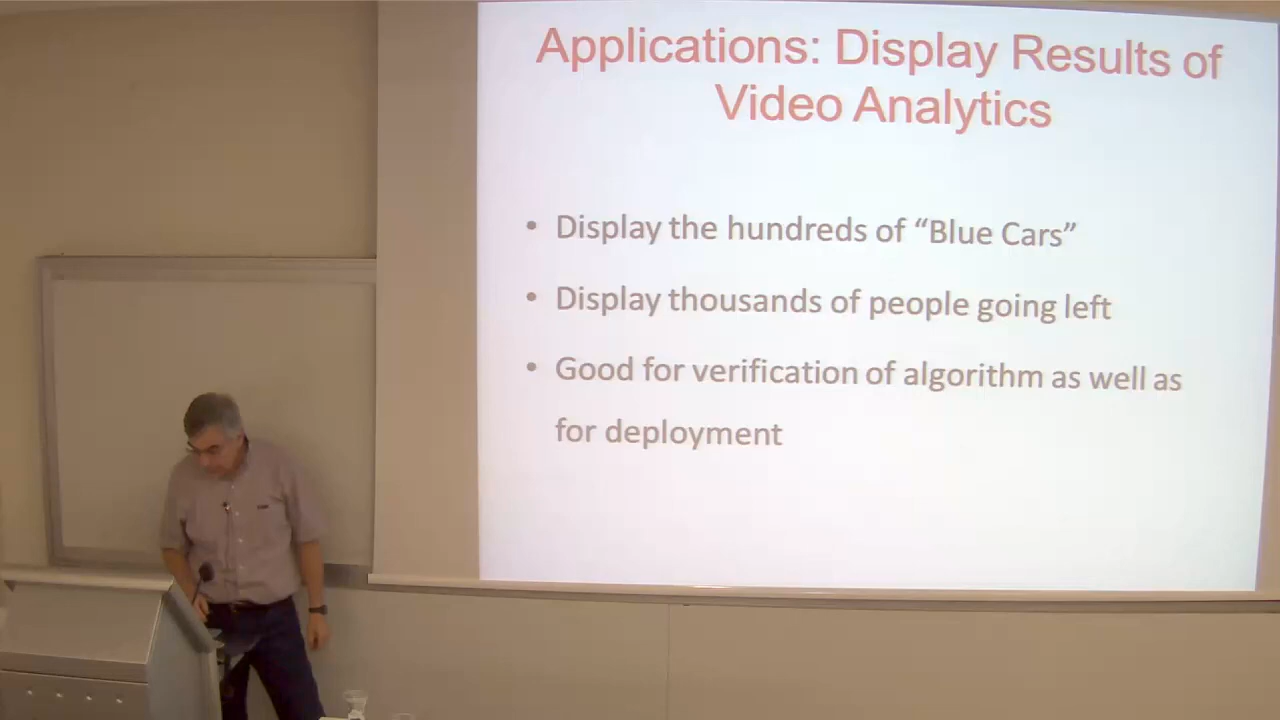 Applications: Display Results of
Video Analytics
• Display the hundreds of “Blue Cars”
• Display thousands of people going left
• Good for verification of algorithm as well as
for deployment